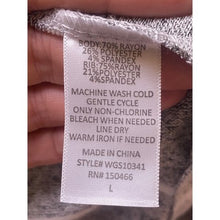 BODY:70% RAYON
26% POLYESTER
4% SPANDEX
RIB:75% RAYON
21% POLYESTER
4% SPANDEX
MACHINE WASH COLD
GENTLE CYCLE
ONLY NON-CHLORINE
BLEACH WHEN NEEDED
LINE DRY
WARM IRON IF NEEDED
MADE IN CHINA
STYLE# WGS10341
RN# 150466
L